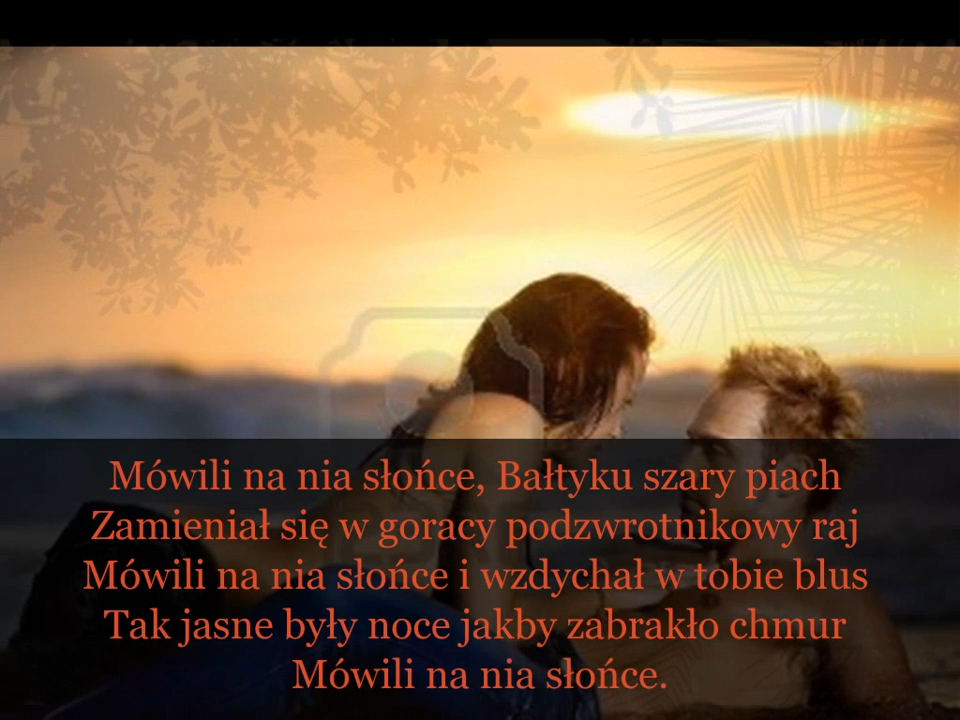 Mówili na nia słońce, Bałtyku szary piach
Zamieniał się w goracy podzwrotnikowy raj
Mówili na nia słońce i wzdychał w tobie blus
Tak jasne były noce jakby zabrakło chmur
Mówili na nia słońce.